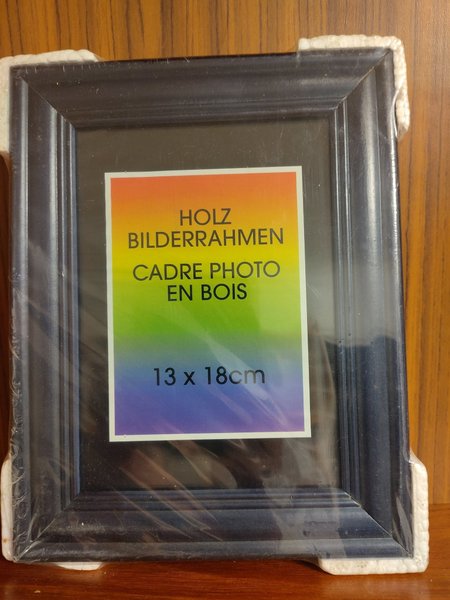 HOLZ
BILDERRAHMEN
CADRE PHOTO
EN BOIS
13 x 18cm